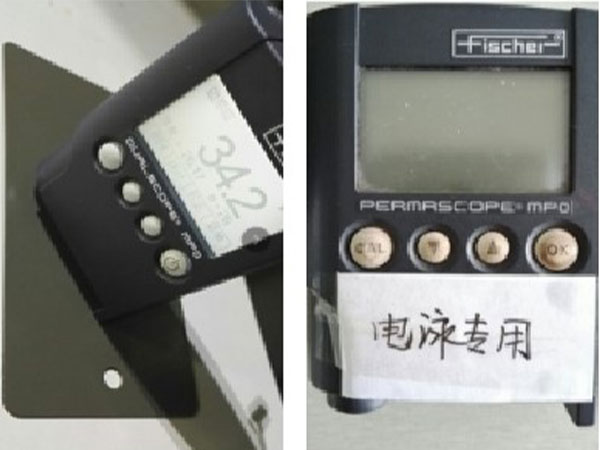 34.2
DUALSCOPE® MP0
Fischer
PERMASCOPE® MP0
CAL
OK
电泳专用